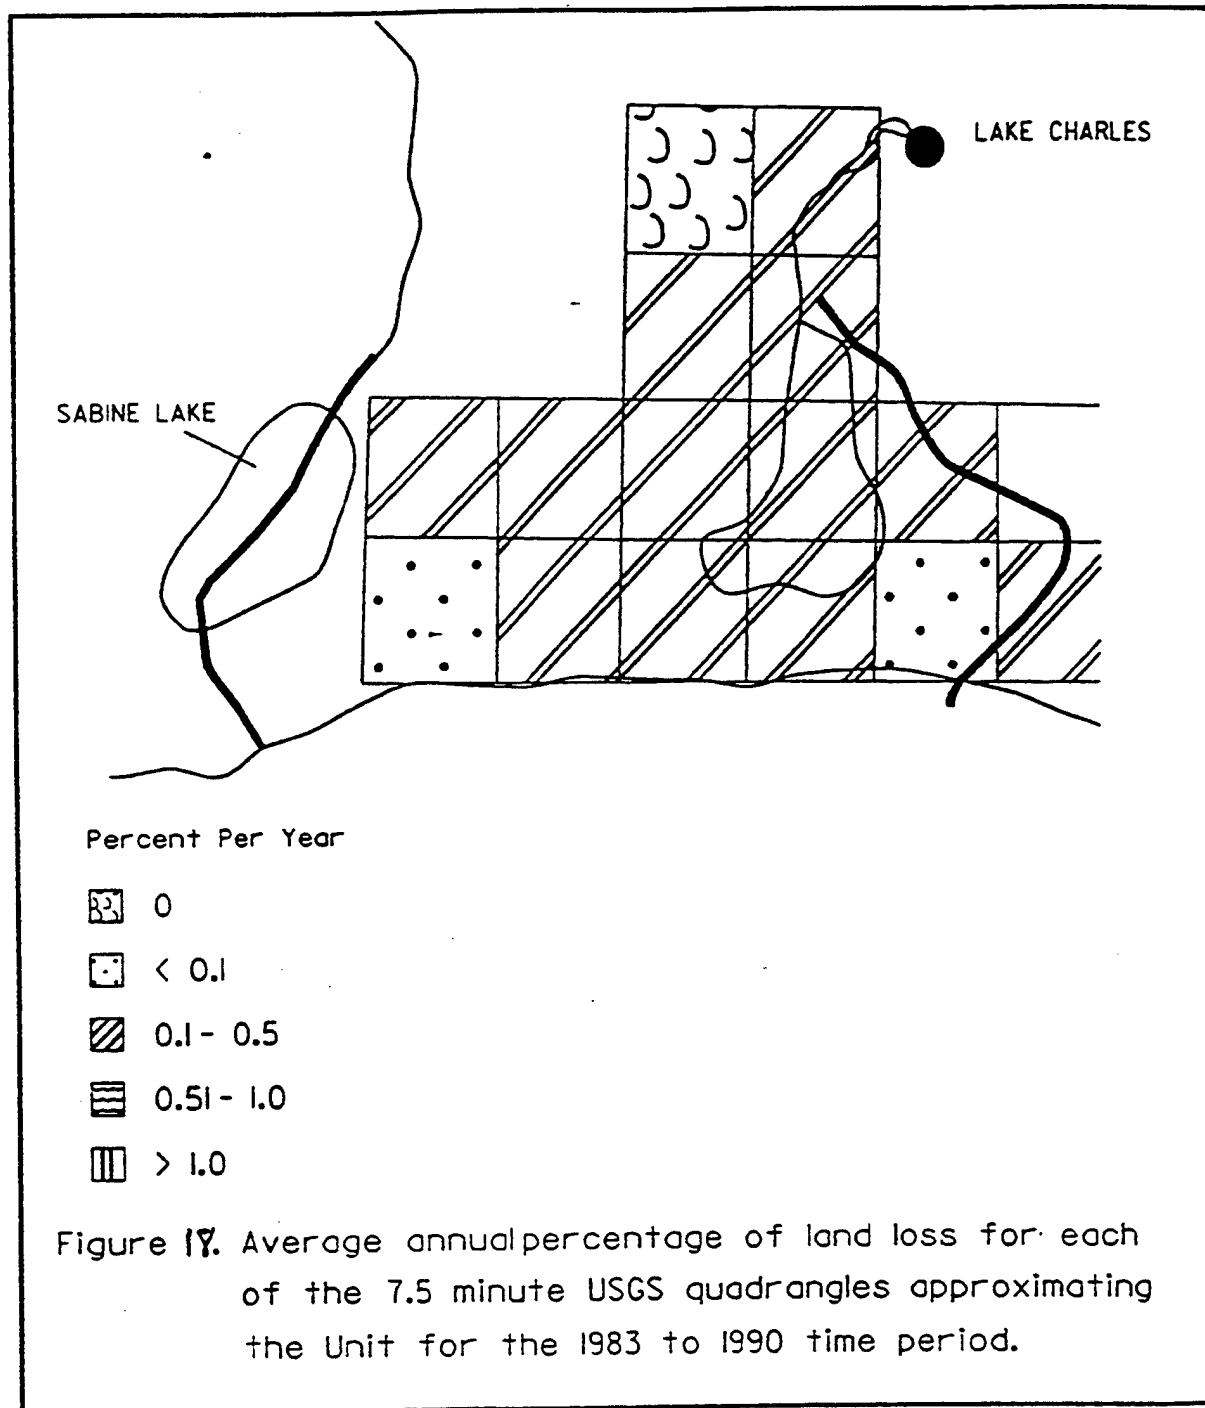 LAKE CHARLES
SABINE LAKE
Percent Per Year
0
< 0.1
0.1 - 0.5
0.51 - 1.0
> 1.0
Figure Average annual percentage of land loss for each
of the 7.5 minute USGS quadrangles approximating
the Unit for the 1983 to 1990 time period.